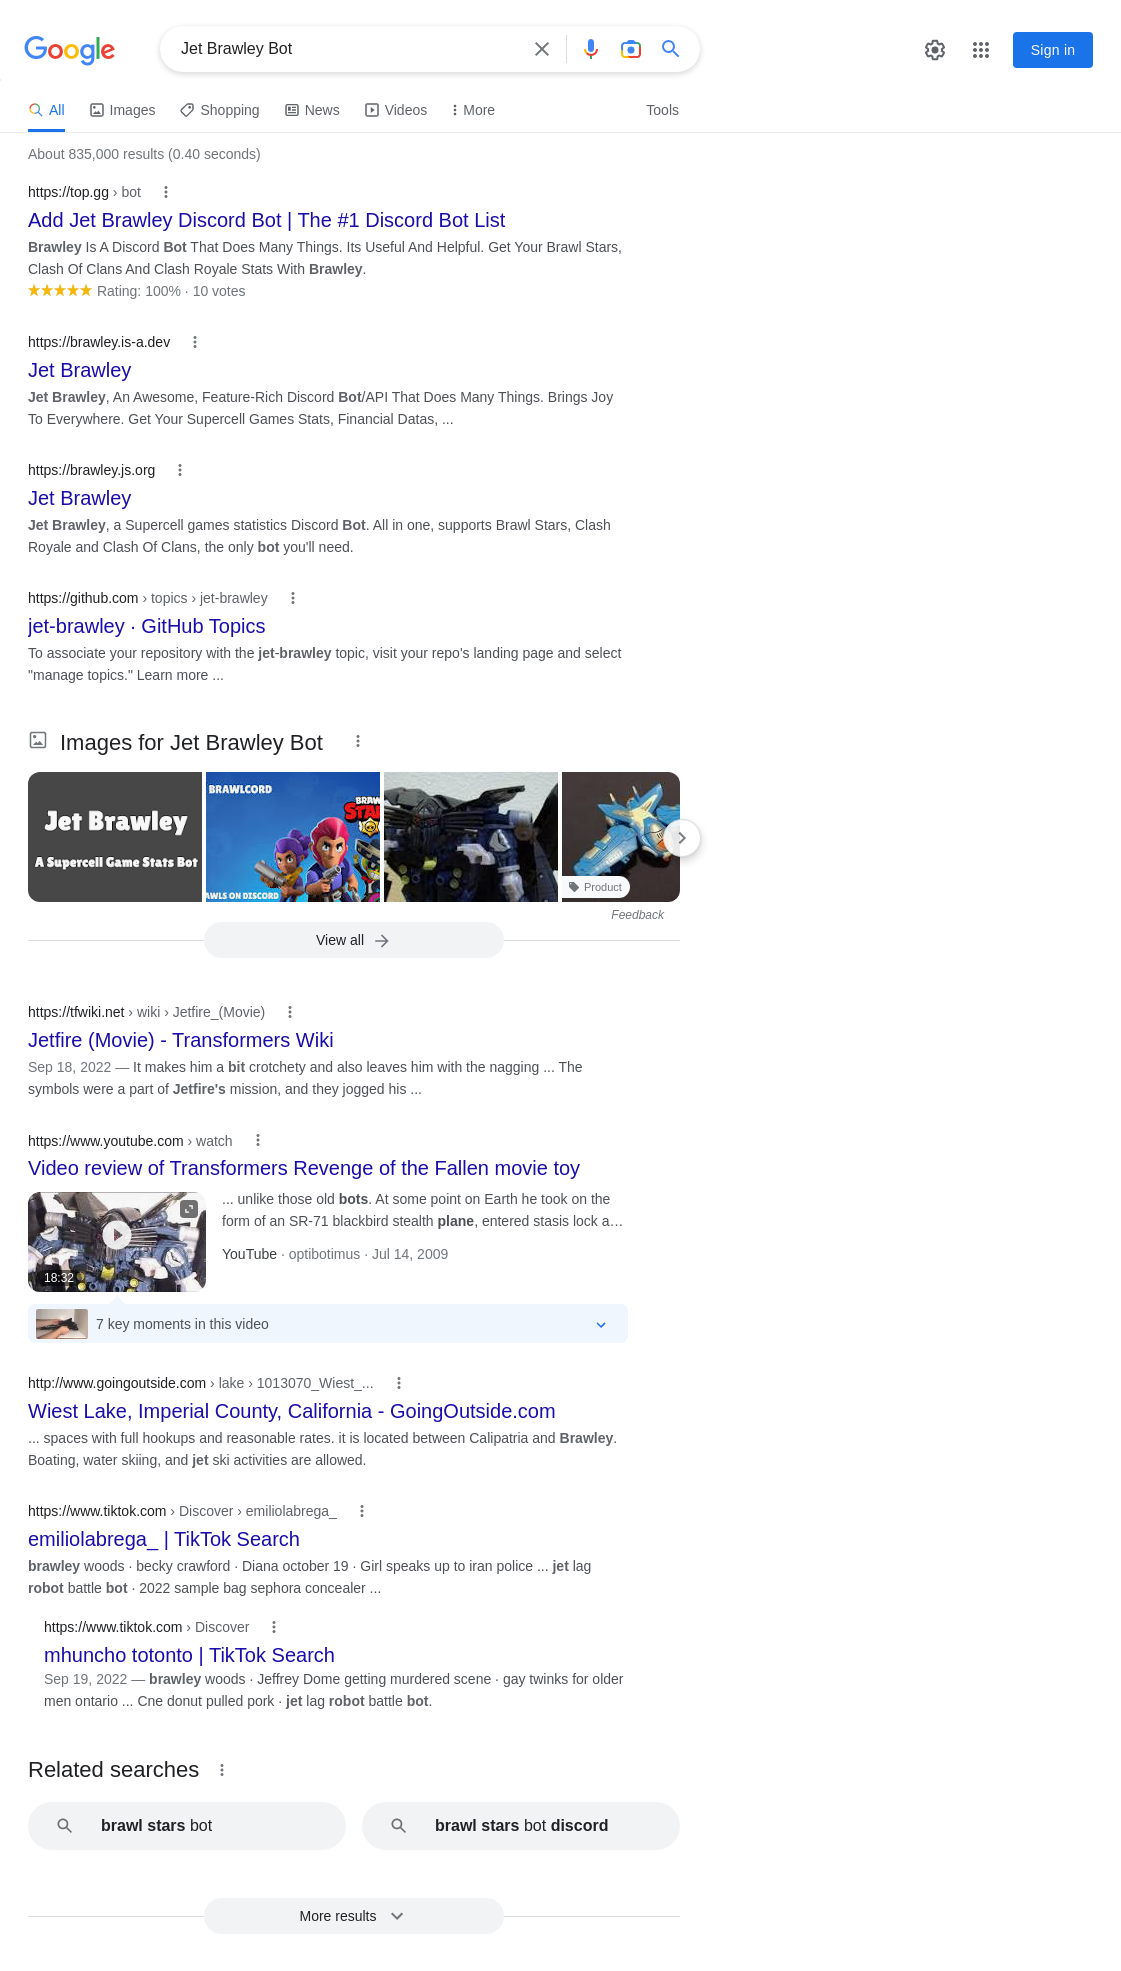 Google
Jet Brawley Bot
Sign in
All Images Shopping News Videos More Tools
About 835,000 results (0.40 seconds)
https://top.gg › bot
Add Jet Brawley Discord Bot | The #1 Discord Bot List
Brawley Is A Discord Bot That Does Many Things. Its Useful And Helpful. Get Your Brawl Stars,
Clash Of Clans And Clash Royale Stats With Brawley.
Rating: 100% · 10 votes
https://brawley.is-a.dev
Jet Brawley
Jet Brawley, An Awesome, Feature-Rich Discord Bot/API That Does Many Things. Brings Joy
To Everywhere. Get Your Supercell Games Stats, Financial Datas, ...
https://brawley.js.org
Jet Brawley
Jet Brawley, a Supercell games statistics Discord Bot. All in one, supports Brawl Stars, Clash
Royale and Clash Of Clans, the only bot you'll need.
https://github.com › topics › jet-brawley
jet-brawley · GitHub Topics
To associate your repository with the jet-brawley topic, visit your repo's landing page and select
"manage topics." Learn more ...
Images for Jet Brawley Bot
Jet Brawley
A Supercell Game Stats Bot
BRAWLCORD
BRAW
STA
AWLS ON DISCORD
Product
Feedback
View all
https://tfwiki.net › wiki › Jetfire_(Movie)
Jetfire (Movie) - Transformers Wiki
Sep 18, 2022 — It makes him a bit crotchety and also leaves him with the nagging ... The
symbols were a part of Jetfire's mission, and they jogged his ...
https://www.youtube.com › watch
Video review of Transformers Revenge of the Fallen movie toy
... unlike those old bots. At some point on Earth he took on the
form of an SR-71 blackbird stealth plane, entered stasis lock a…
YouTube · optibotimus · Jul 14, 2009
18:32
7 key moments in this video
http://www.goingoutside.com › lake › 1013070_Wiest_...
Wiest Lake, Imperial County, California - GoingOutside.com
... spaces with full hookups and reasonable rates. it is located between Calipatria and Brawley.
Boating, water skiing, and jet ski activities are allowed.
https://www.tiktok.com › Discover › emiliolabrega_
emiliolabrega_ | TikTok Search
brawley woods · becky crawford · Diana october 19 · Girl speaks up to iran police ... jet lag
robot battle bot · 2022 sample bag sephora concealer ...
https://www.tiktok.com › Discover
mhuncho totonto | TikTok Search
Sep 19, 2022 — brawley woods · Jeffrey Dome getting murdered scene · gay twinks for older
men ontario ... Cne donut pulled pork · jet lag robot battle bot.
Related searches
brawl stars bot
brawl stars bot discord
More results